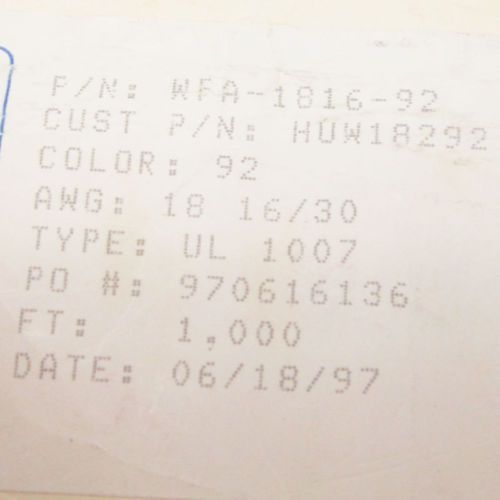 P/N: WFA-1816-92
CUST P/N: HUW18292
COLOR: 92
AWG: 18 16/30
TYPE: UL 1007
PO #: 970616136
FT: 1,000
DATE: 06/18/97